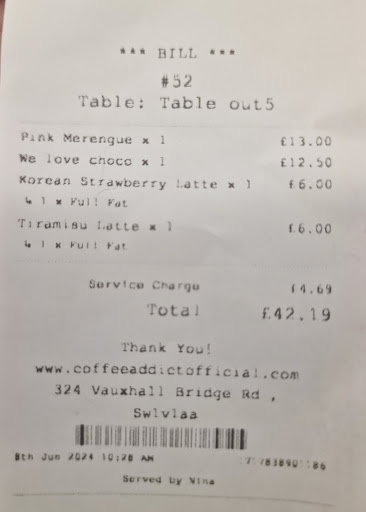 *** BILL ***
#52
Table: Table out5
Pink Merengue x 1 £13.00
We love choco x 1 £12.50
Korean Strawberry Latte x 1 £6.00
↳ 1 x Full Fat
Tiramisu Latte x 1 £6.00
↳ 1 x Full Fat
Service Charge £4.69
Total £42.19
Thank You!
www.coffeeaddictofficial.com
324 Vauxhall Bridge Rd ,
Sw1v1aa
8th Jun 2024 10:28 AM
Served by Nina